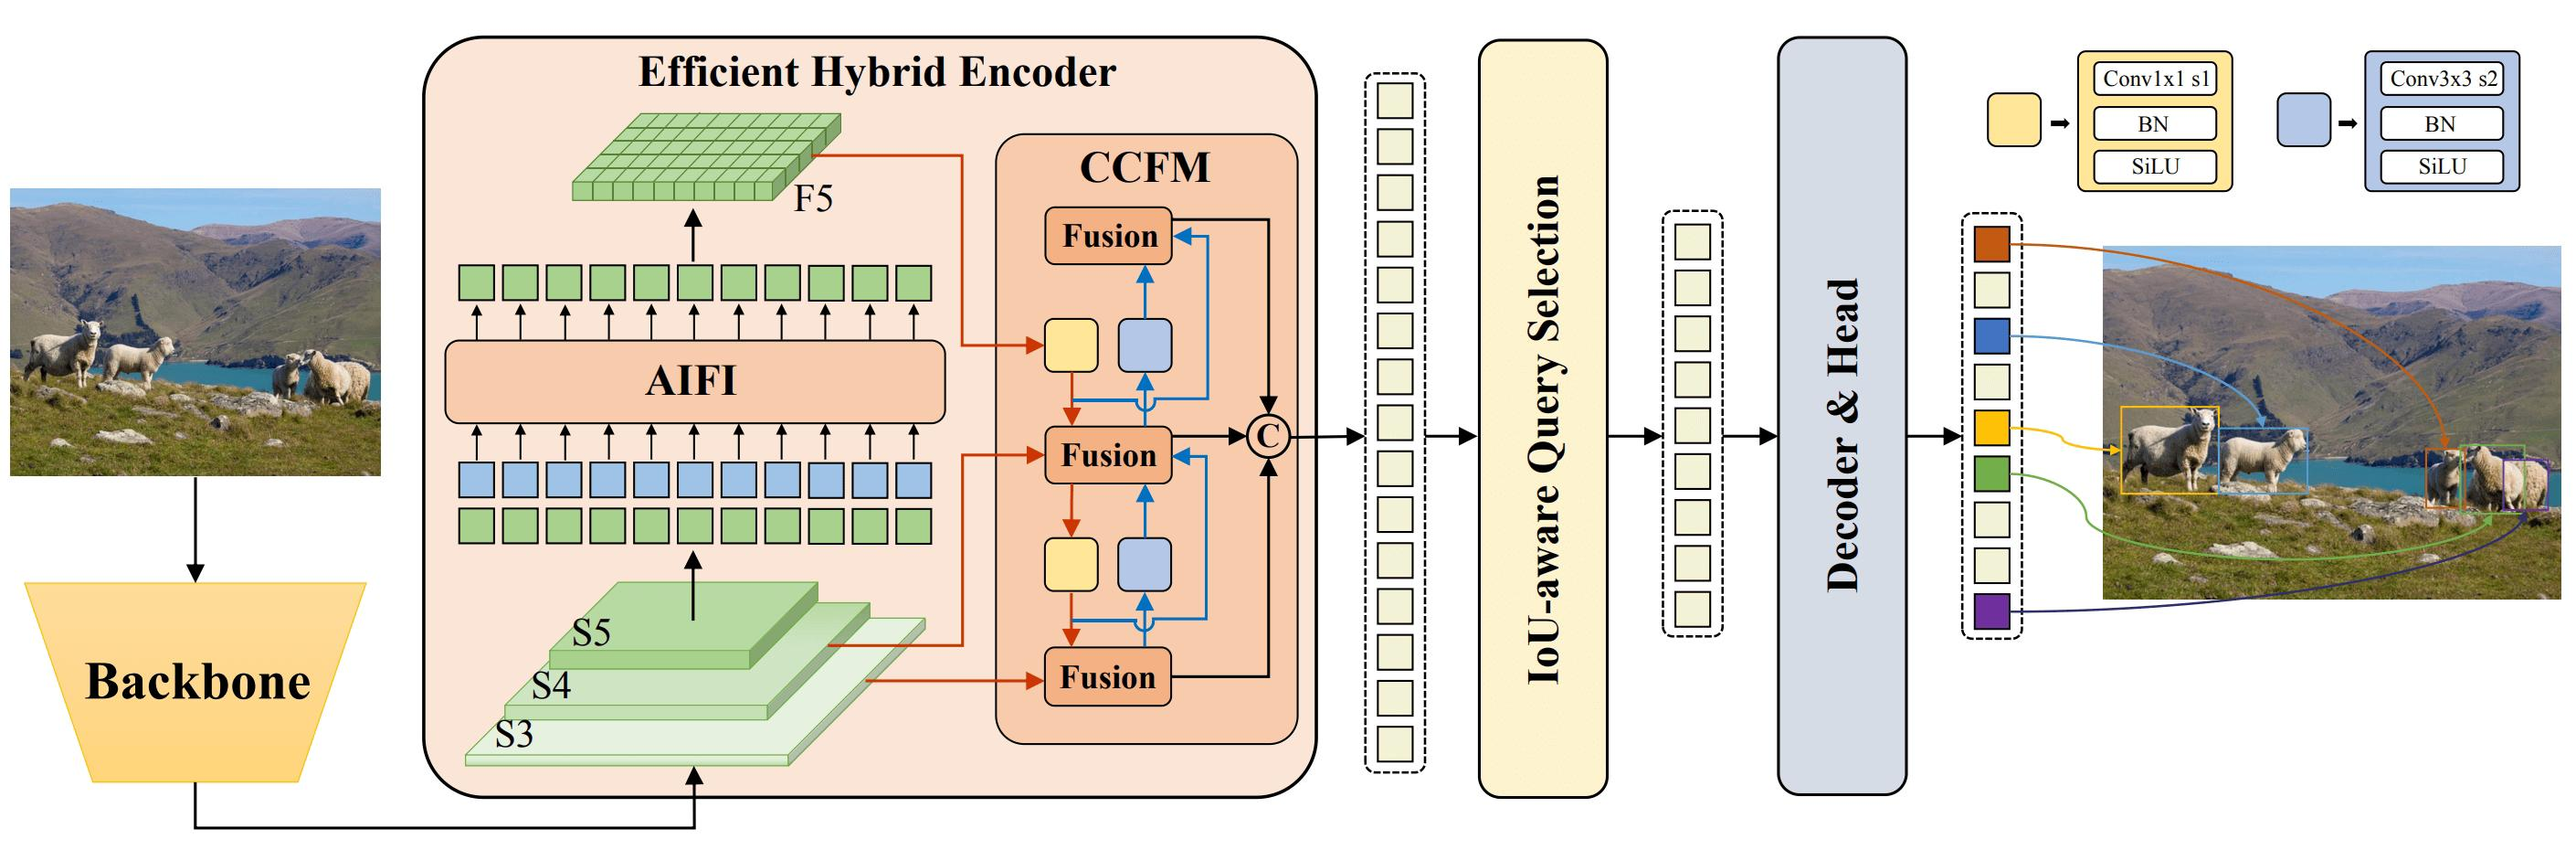 Efficient Hybrid Encoder
F5
AIFI
S5
S4
S3
Backbone
CCFM
Fusion
Fusion
Fusion
C
IoU-aware Query Selection
Decoder & Head
Conv1x1 s1
BN
SiLU
Conv3x3 s2
BN
SiLU